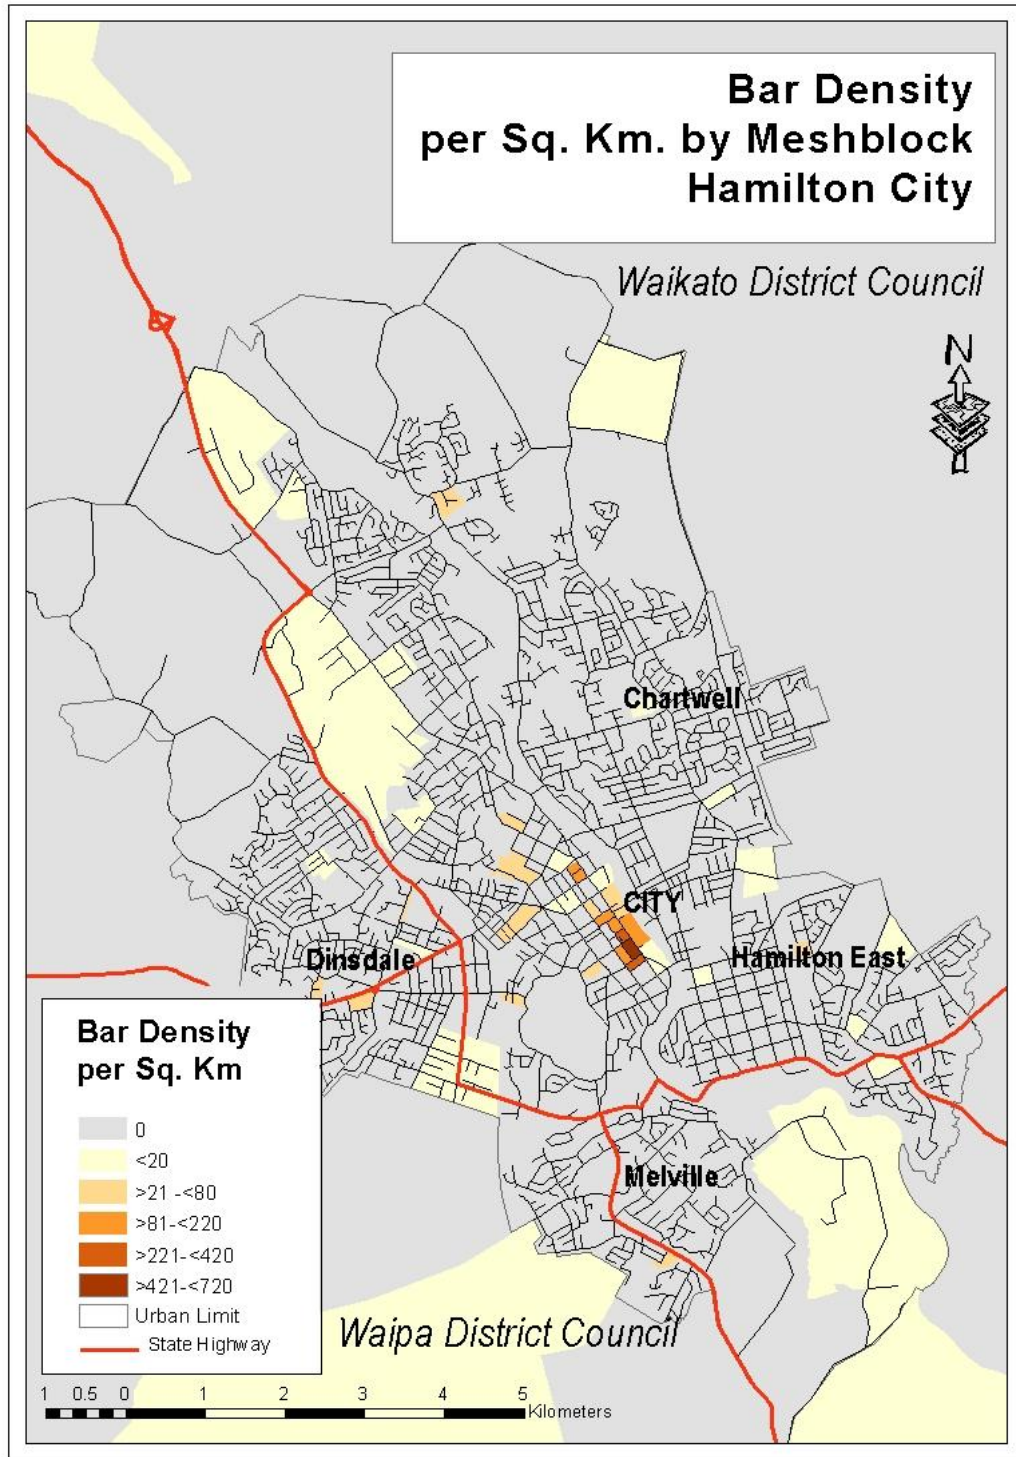 Bar Density
per Sq. Km. by Meshblock
Hamilton City
Waikato District Council
N
Chartwell
CITY
Dinsdale
Hamilton East
Bar Density
per Sq. Km
0
<20
>21 -<80
>81-<220
>221-<420
>421-<720
Urban Limit
State Highway
Melville
Waipa District Council
1 0.5 0 1 2 3 4 5
Kilometers